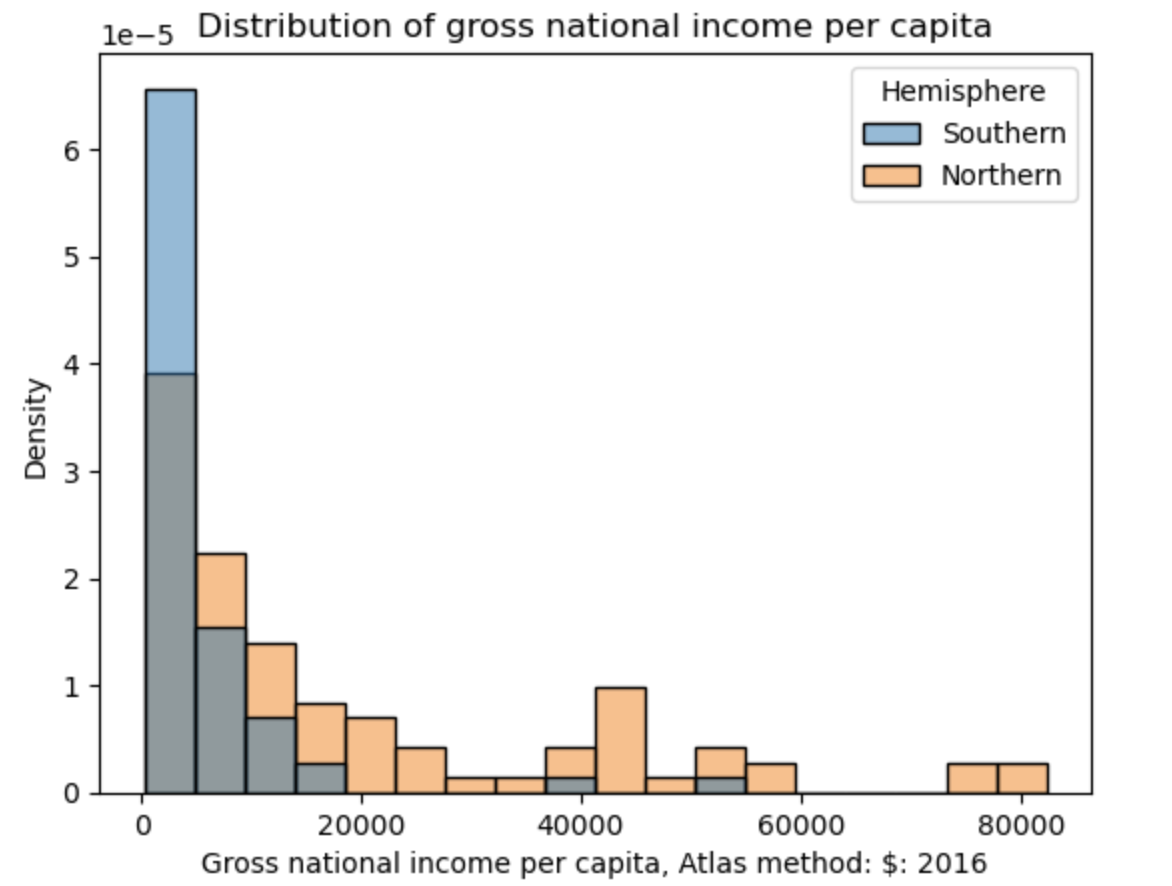 Distribution of gross national income per capita
1e−5
Hemisphere
Southern
Northern
6
5
4
3
2
1
0
Density
0 20000 40000 60000 80000
Gross national income per capita, Atlas method: $: 2016